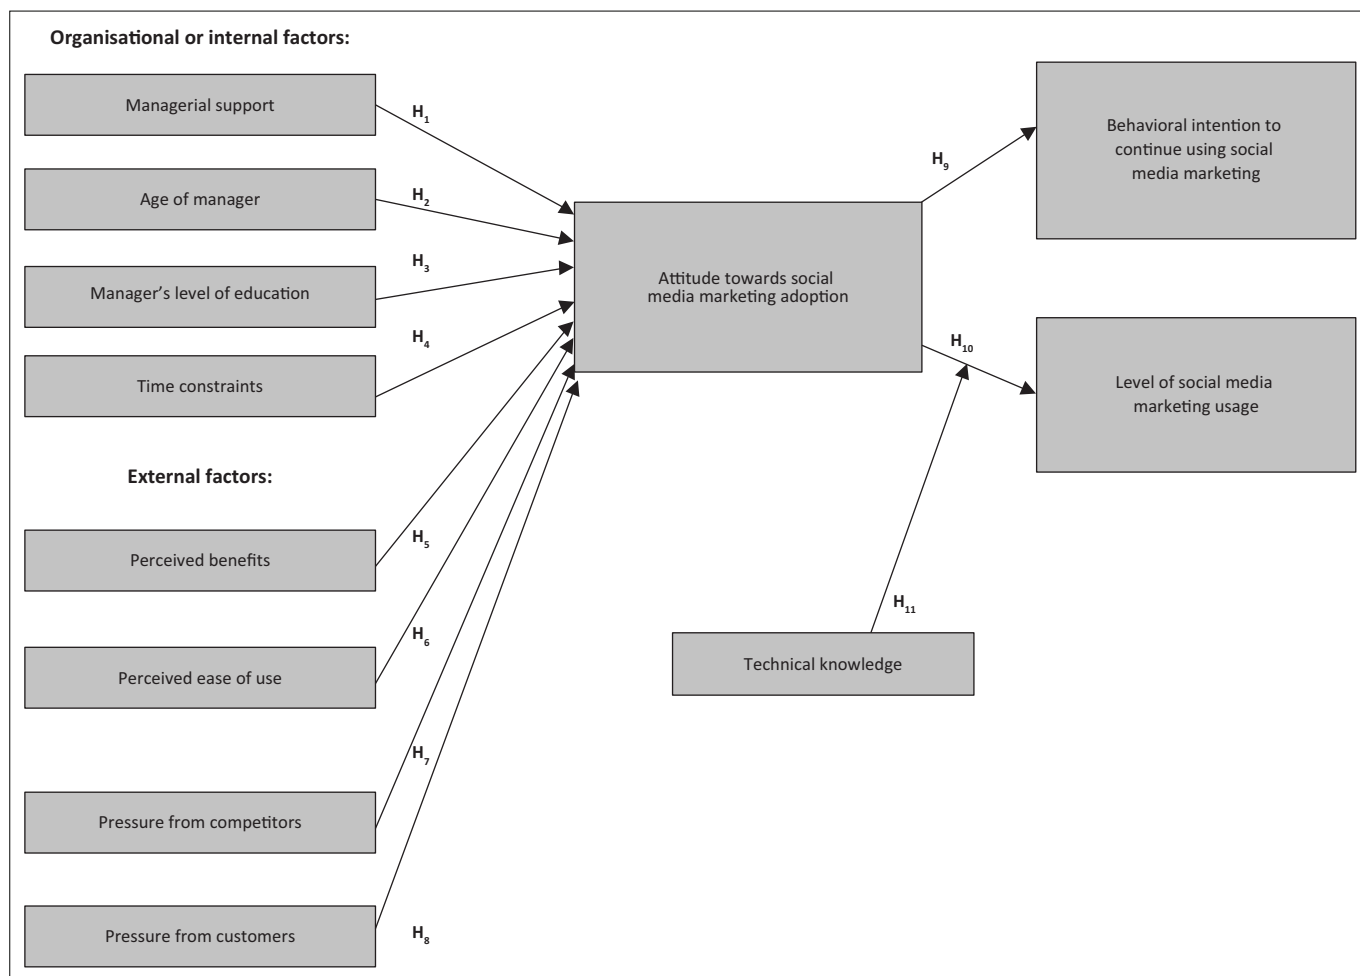 Organisational or internal factors:
Managerial support
H1
Age of manager
H2
Manager’s level of education
H3
Time constraints
H4
External factors:
Perceived benefits
H5
Perceived ease of use
H6
Pressure from competitors
H7
Pressure from customers
H8
Attitude towards social
media marketing adoption
H9
Behavioral intention to
continue using social
media marketing
H10
Level of social media
marketing usage
H11
Technical knowledge